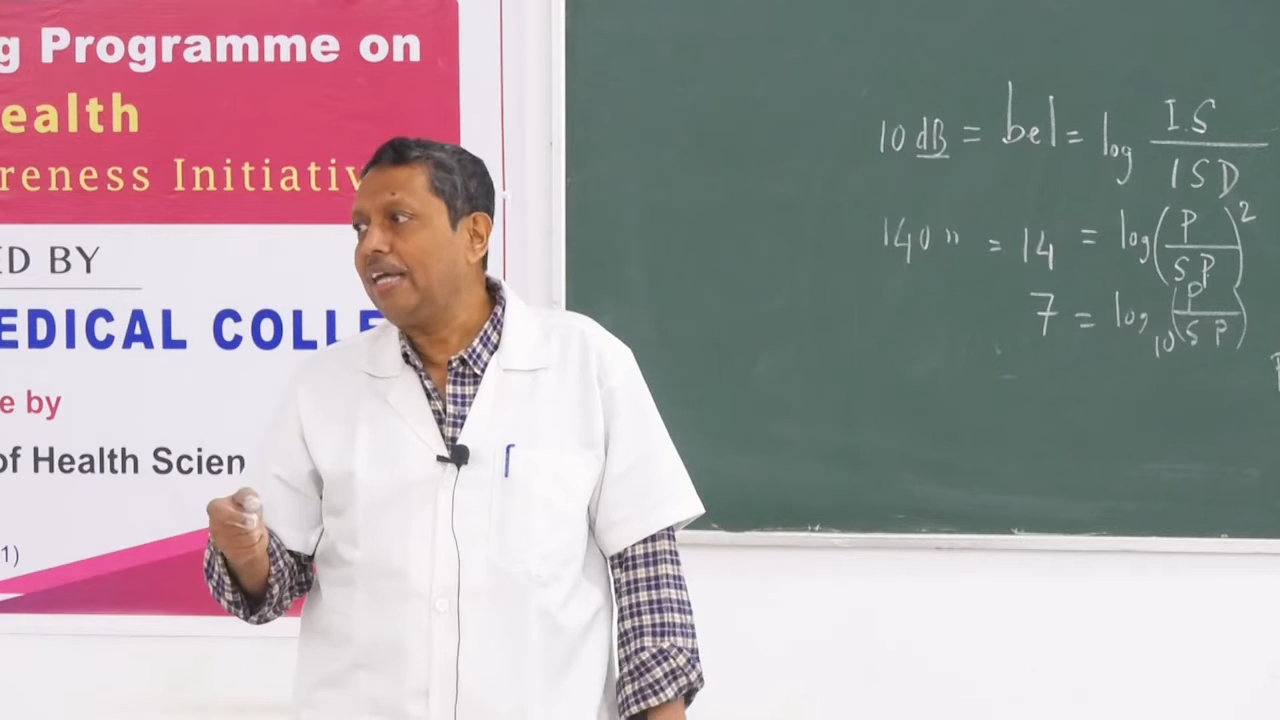 g Programme on
ealth
reness Initiativ
ED BY
EDICAL COLLE
e by
of Health Scien
1)
10 dB = bel = log I.S / ISD
140 " = 14 = log (P / SP)²
7 = log₁₀ (P / SP)